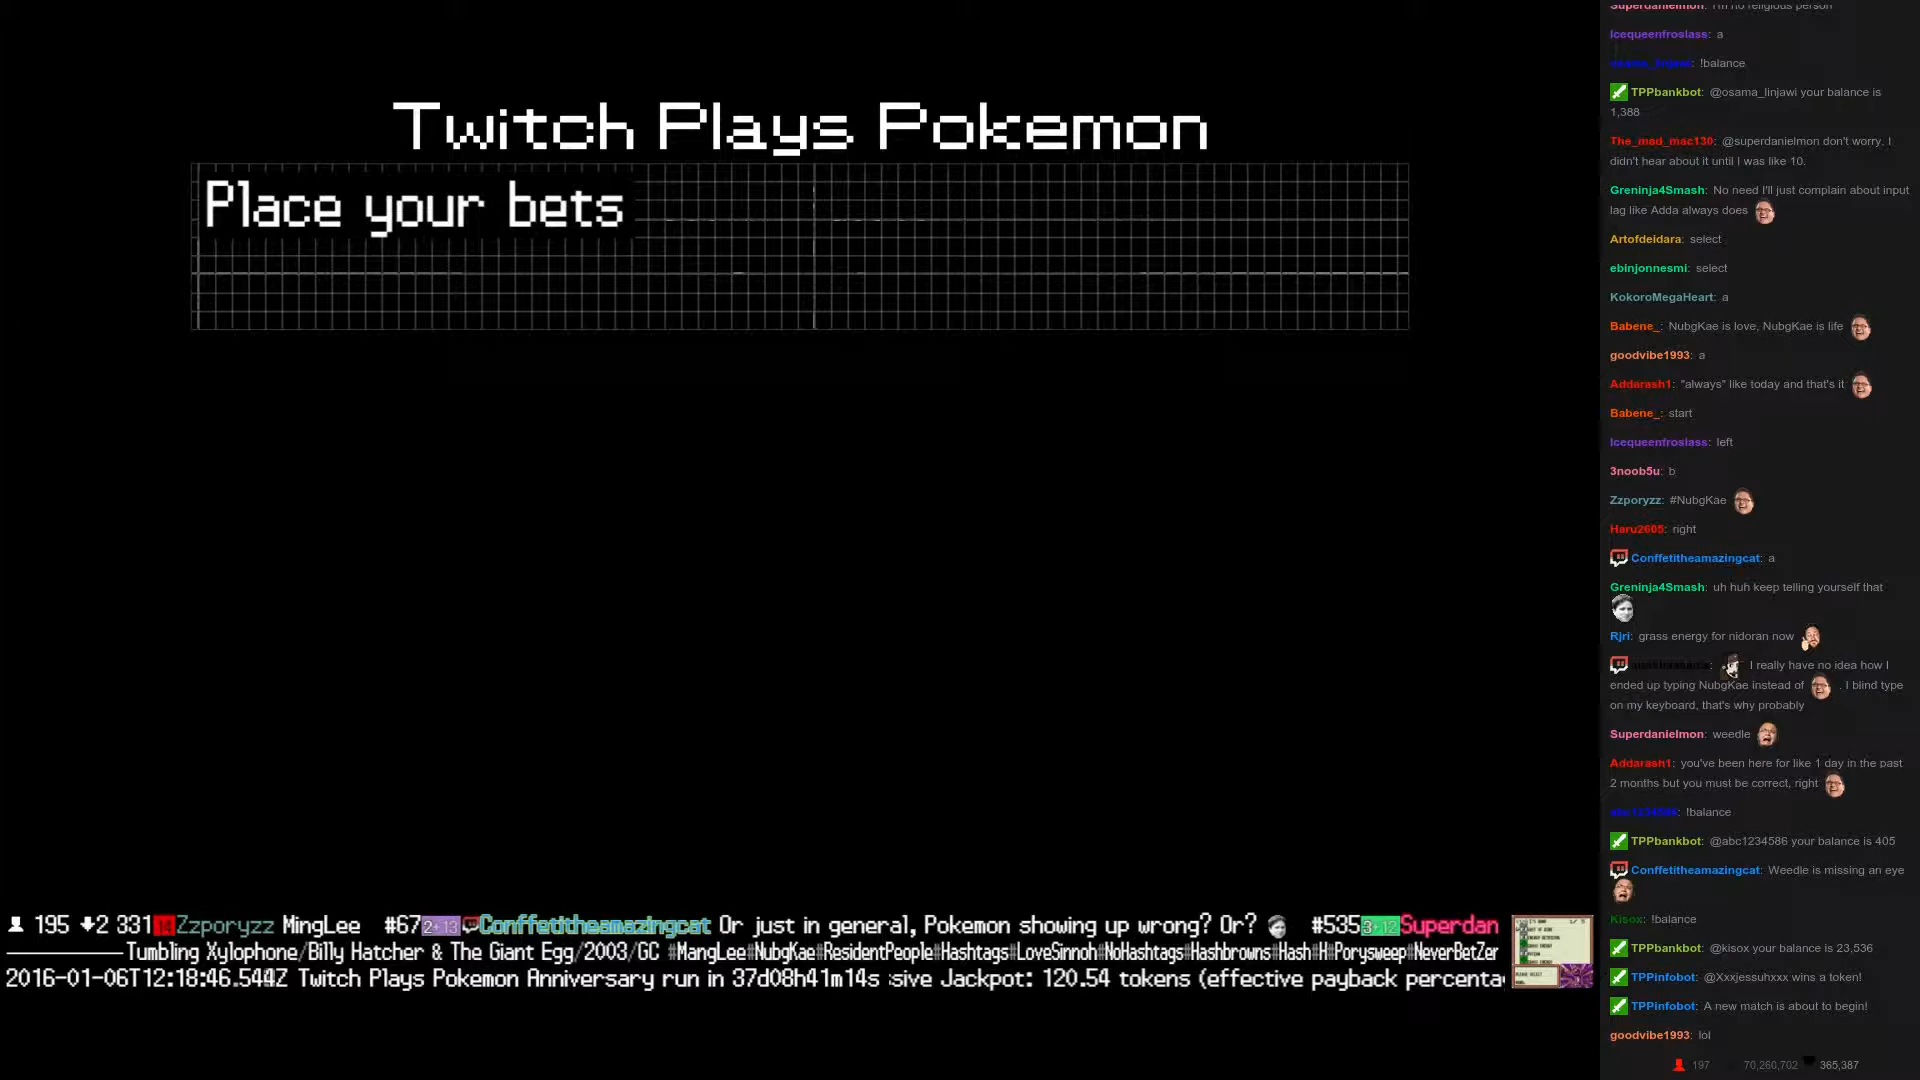 Twitch Plays Pokemon
Place your bets
195 2 331 Zzporyzz MingLee #67 2+13 Conffetitheamazingcat Or just in general, Pokemon showing up wrong? Or? #535 3+12 Superdan
Tumbling Xylophone/Billy Hatcher & The Giant Egg/2003/GC #MangLee#NubgKae#ResidentPeople#Hashtags#LoveSinnoh#NoHashtags#Hashbrowns#Hash#H#Porysweep#NeverBetZer
2016-01-06T12:18:46.544Z Twitch Plays Pokemon Anniversary run in 37d08h41m14s sive Jackpot: 120.54 tokens (effective payback percenta
Superdanielmon: I'm no religious person
Icequeenfroslass: a
osama_linjawi: !balance
TPPbankbot: @osama_linjawi your balance is
1,388
The_mad_mac130: @superdanielmon don't worry. I
didn't hear about it until I was like 10.
Greninja4Smash: No need I'll just complain about input
lag like Adda always does
Artofdeidara: select
ebinjonnesmi: select
KokoroMegaHeart: a
Babene_: NubgKae is love, NubgKae is life
goodvibe1993: a
Addarash1: "always" like today and that's it
Babene_: start
Icequeenfroslass: left
3noob5u: b
Zzporyzz: #NubgKae
Haru2605: right
Conffetitheamazingcat: a
Greninja4Smash: uh huh keep telling yourself that
Rjri: grass energy for nidoran now
: I really have no idea how I
ended up typing NubgKae instead of . I blind type
on my keyboard, that's why probably
Superdanielmon: weedle
Addarash1: you've been here for like 1 day in the past
2 months but you must be correct, right
abc1234586: !balance
TPPbankbot: @abc1234586 your balance is 405
Conffetitheamazingcat: Weedle is missing an eye
Kisox: !balance
TPPbankbot: @kisox your balance is 23,536
TPPinfobot: @Xxxjessuhxxx wins a token!
TPPinfobot: A new match is about to begin!
goodvibe1993: lol
197 70,260,702 365,387